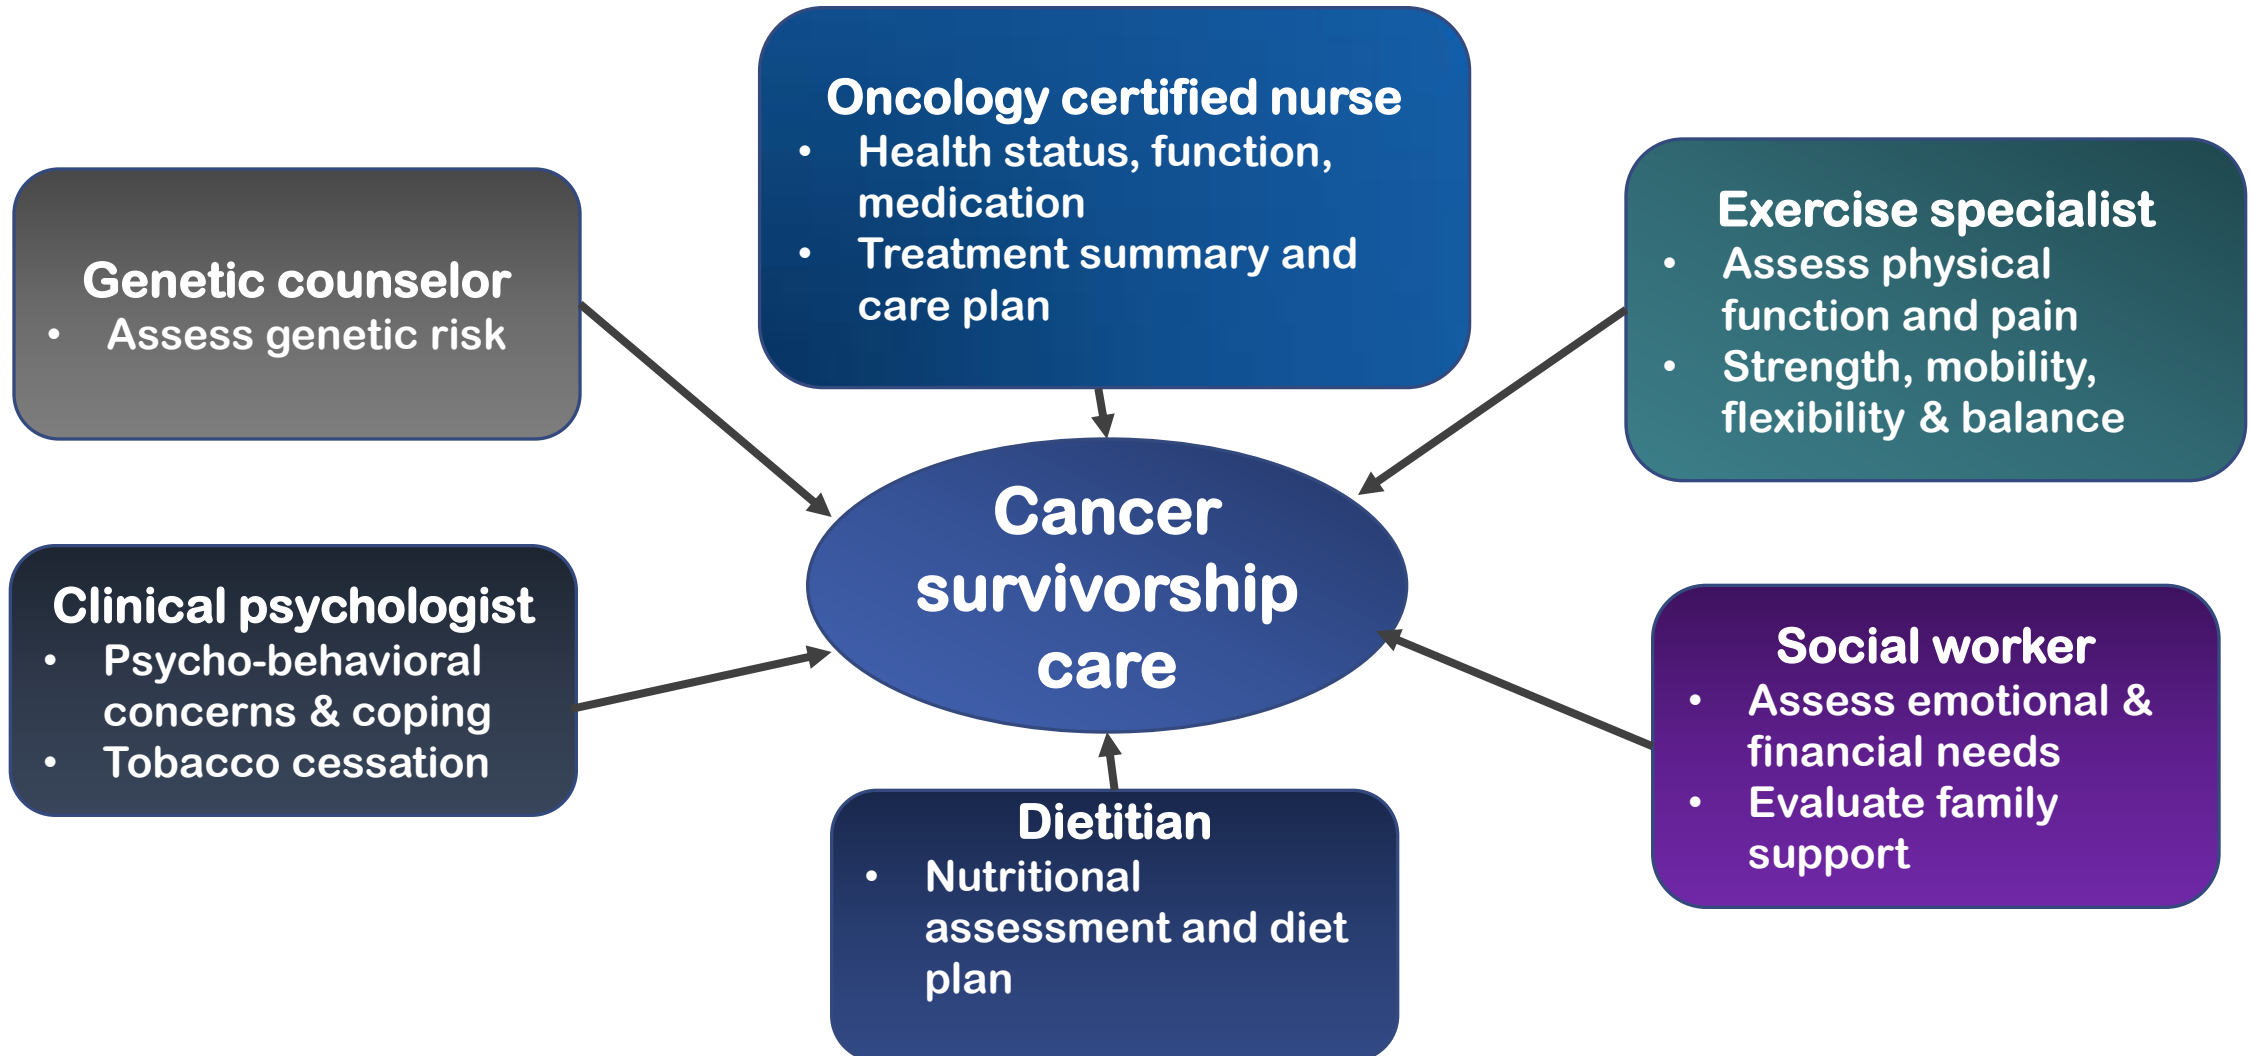 Oncology certified nurse
• Health status, function,
medication
• Treatment summary and
care plan
Genetic counselor
• Assess genetic risk
Exercise specialist
• Assess physical
function and pain
• Strength, mobility,
flexibility & balance
Cancer
survivorship
care
Clinical psychologist
• Psycho-behavioral
concerns & coping
• Tobacco cessation
Social worker
• Assess emotional &
financial needs
• Evaluate family
support
Dietitian
• Nutritional
assessment and diet
plan